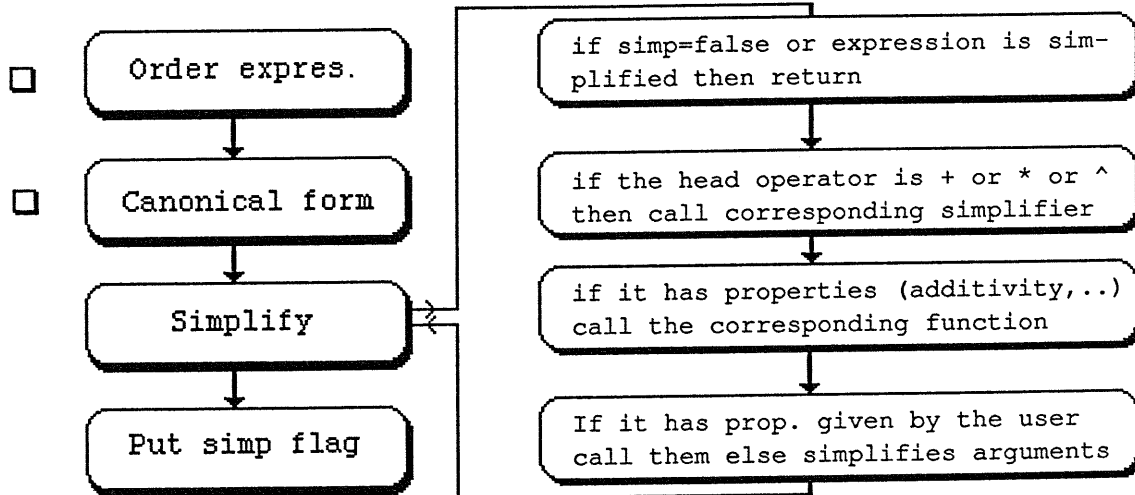 Order expres.
Canonical form
Simplify
Put simp flag
if simp=false or expression is sim-
plified then return
if the head operator is + or * or ^
then call corresponding simplifier
if it has properties (additivity,..)
call the corresponding function
If it has prop. given by the user
call them else simplifies arguments